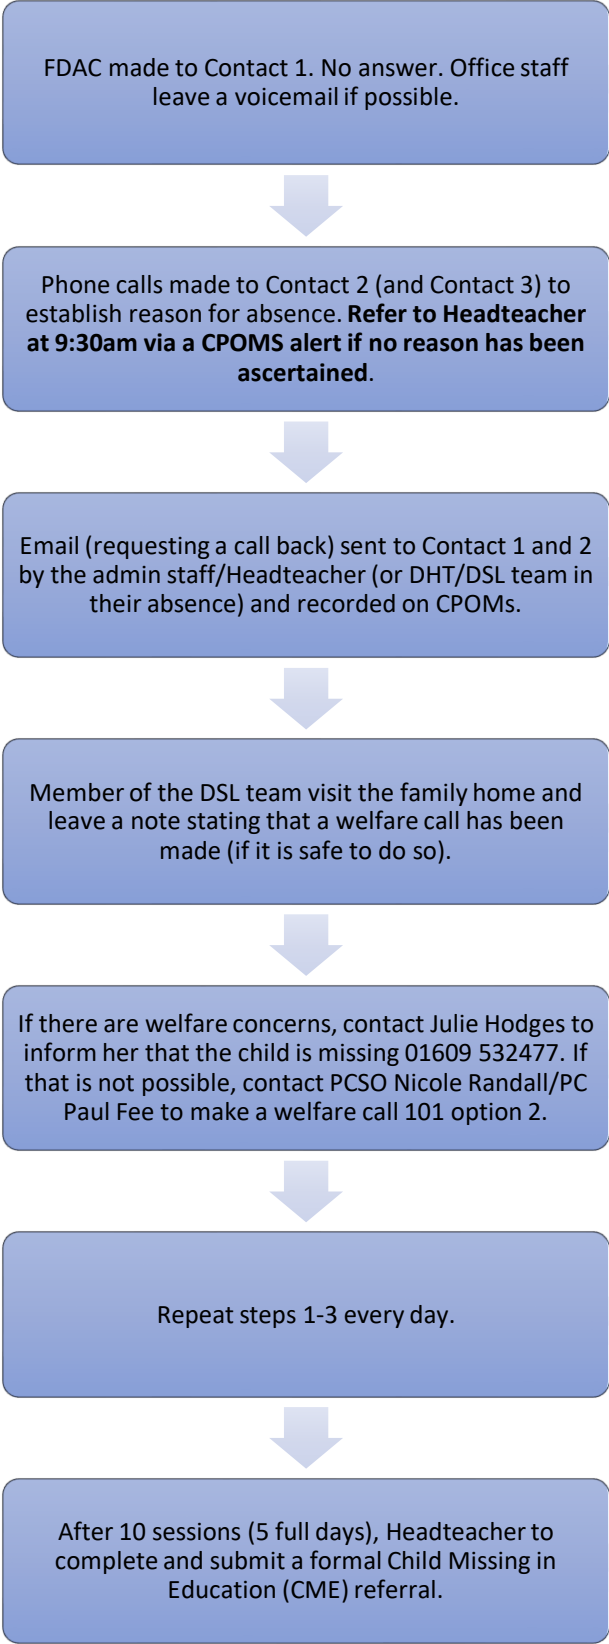 FDAC made to Contact 1. No answer. Office staff
leave a voicemail if possible.
Phone calls made to Contact 2 (and Contact 3) to
establish reason for absence. Refer to Headteacher
at 9:30am via a CPOMS alert if no reason has been
ascertained.
Email (requesting a call back) sent to Contact 1 and 2
by the admin staff/Headteacher (or DHT/DSL team in
their absence) and recorded on CPOMs.
Member of the DSL team visit the family home and
leave a note stating that a welfare call has been
made (if it is safe to do so).
If there are welfare concerns, contact Julie Hodges to
inform her that the child is missing 01609 532477. If
that is not possible, contact PCSO Nicole Randall/PC
Paul Fee to make a welfare call 101 option 2.
Repeat steps 1-3 every day.
After 10 sessions (5 full days), Headteacher to
complete and submit a formal Child Missing in
Education (CME) referral.